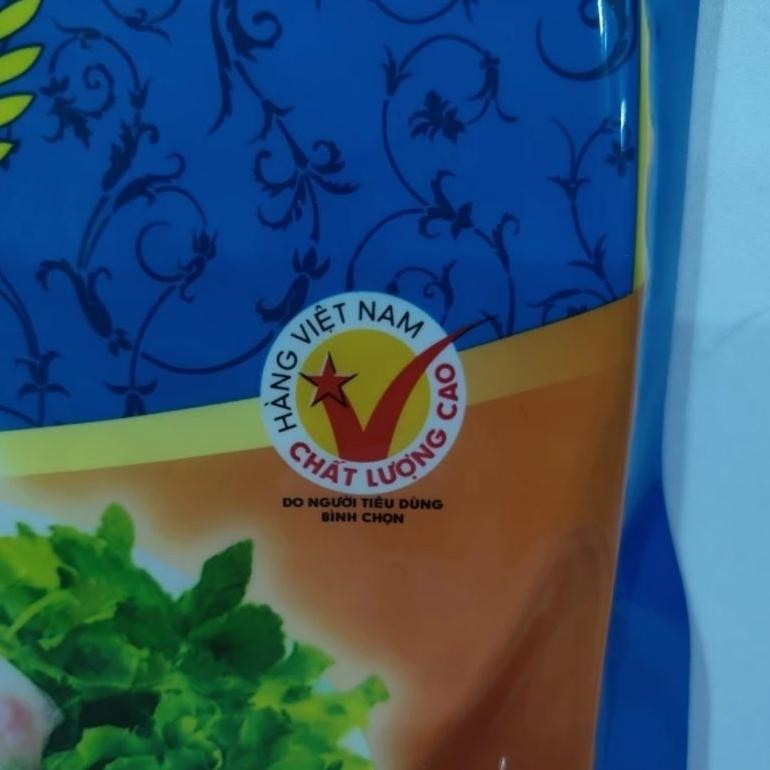 HÀNG VIỆT NAM
CHẤT LƯỢNG CAO
DO NGƯỜI TIÊU DÙNG
BÌNH CHỌN